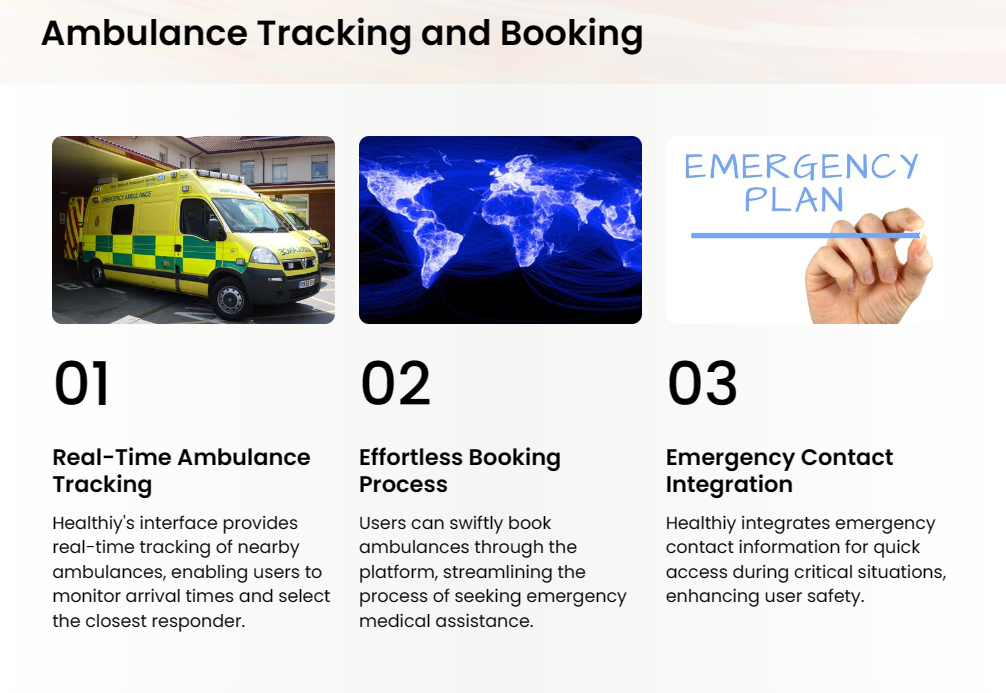 Ambulance Tracking and Booking
EMERGENCY AMBULANCE
EMERGENCY
PLAN
01
02
03
Real-Time Ambulance
Tracking
Healthiy's interface provides
real-time tracking of nearby
ambulances, enabling users to
monitor arrival times and select
the closest responder.
Effortless Booking
Process
Users can swiftly book
ambulances through the
platform, streamlining the
process of seeking emergency
medical assistance.
Emergency Contact
Integration
Healthiy integrates emergency
contact information for quick
access during critical situations,
enhancing user safety.